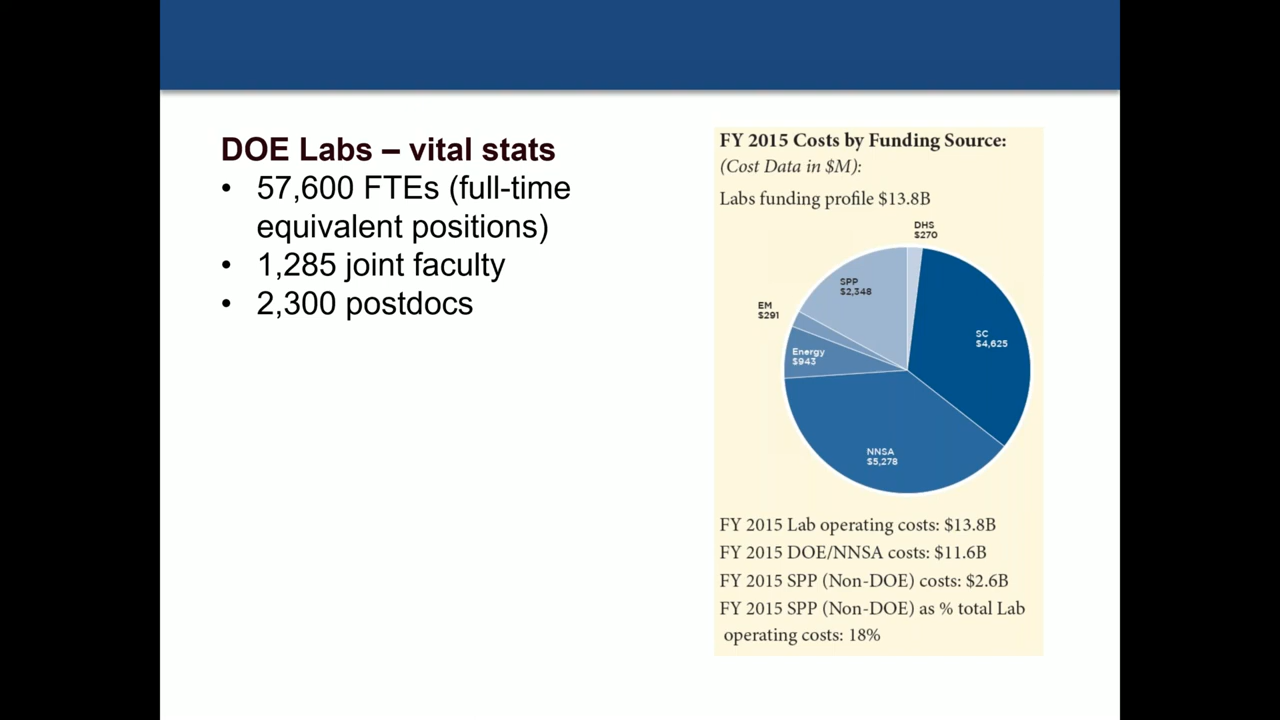 DOE Labs – vital stats
• 57,600 FTEs (full-time
equivalent positions)
• 1,285 joint faculty
• 2,300 postdocs
FY 2015 Costs by Funding Source:
(Cost Data in $M):
Labs funding profile $13.8B
DHS
$270
SPP
$2,348
EM
$291
SC
$4,625
Energy
$943
NNSA
$5,278
FY 2015 Lab operating costs: $13.8B
FY 2015 DOE/NNSA costs: $11.6B
FY 2015 SPP (Non-DOE) costs: $2.6B
FY 2015 SPP (Non-DOE) as % total Lab
operating costs: 18%